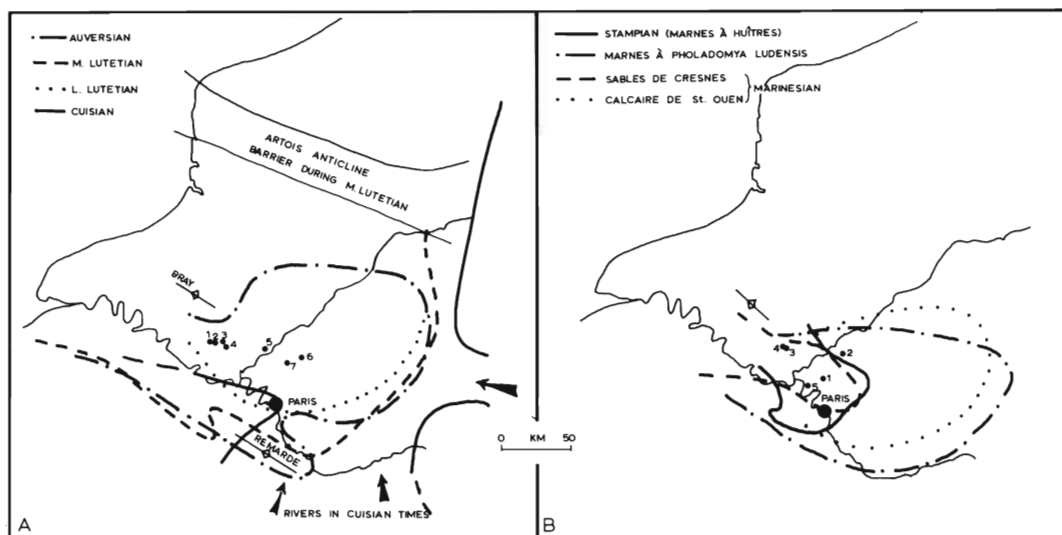 AUVERSIAN
M. LUTETIAN
L. LUTETIAN
CUISIAN
ARTOIS ANTICLINE
BARRIER DURING M. LUTETIAN
BRAY
1 2 3
4
5
6
7
PARIS
REMARDE
RIVERS IN CUISIAN TIMES
A
0 KM 50
STAMPIAN (MARNES À HUÎTRES)
MARNES À PHOLADOMYA LUDENSIS
SABLES DE CRESNES
MARINESIAN
CALCAIRE DE St. OUEN
4
3
2
1
5
PARIS
B